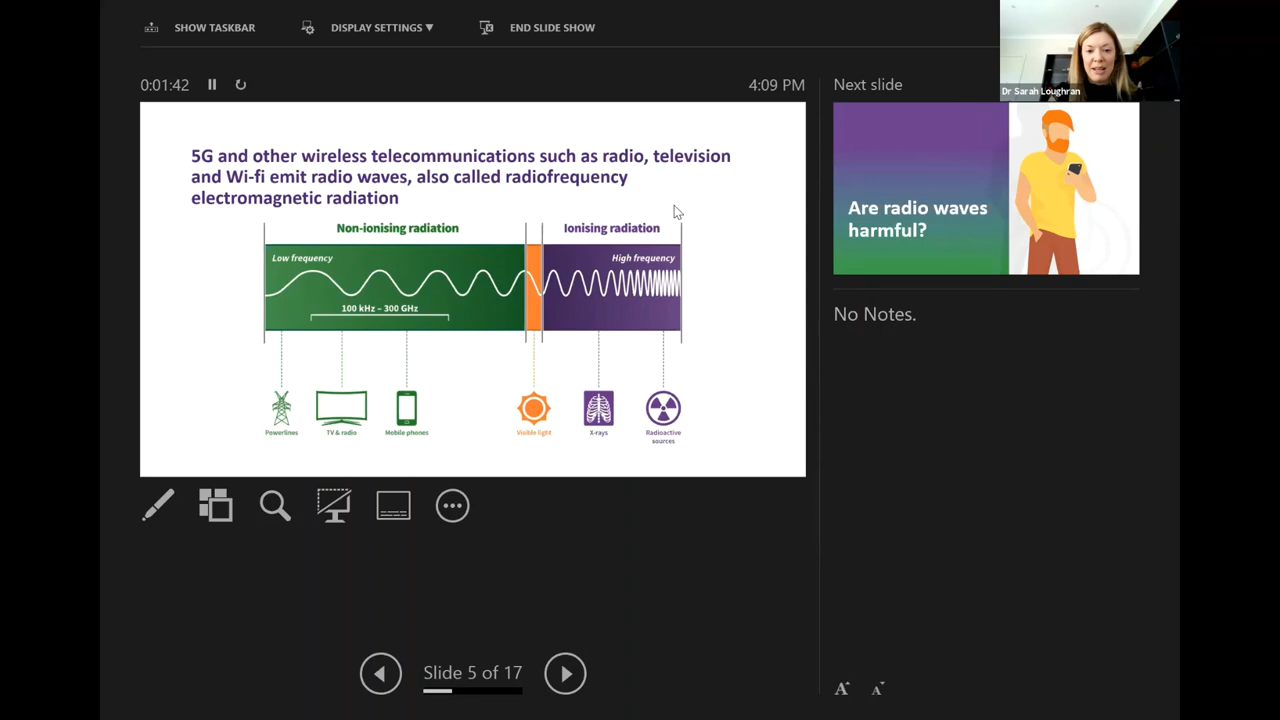 SHOW TASKBAR
DISPLAY SETTINGS ▼
END SLIDE SHOW
Dr Sarah Loughran
0:01:42
4:09 PM
Next slide
5G and other wireless telecommunications such as radio, television
and Wi-fi emit radio waves, also called radiofrequency
electromagnetic radiation
Non-ionising radiation
Ionising radiation
Low frequency
High frequency
100 kHz – 300 GHz
Powerlines
TV & radio
Mobile phones
Visible light
X-rays
Radioactive
sources
Are radio waves
harmful?
No Notes.
Slide 5 of 17
A
A